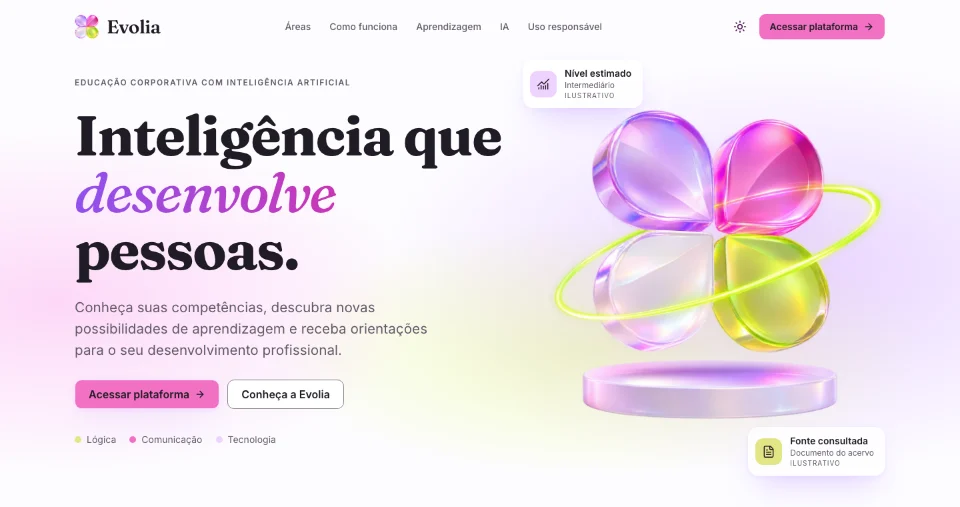 Evolia
Áreas
Como funciona
Aprendizagem
IA
Uso responsável
Acessar plataforma
EDUCAÇÃO CORPORATIVA COM INTELIGÊNCIA ARTIFICIAL
Inteligência que
desenvolve
pessoas.
Conheça suas competências, descubra novas
possibilidades de aprendizagem e receba orientações
para o seu desenvolvimento profissional.
Acessar plataforma
Conheça a Evolia
Lógica
Comunicação
Tecnologia
Nível estimado
Intermediário
ILUSTRATIVO
Fonte consultada
Documento do acervo
ILUSTRATIVO